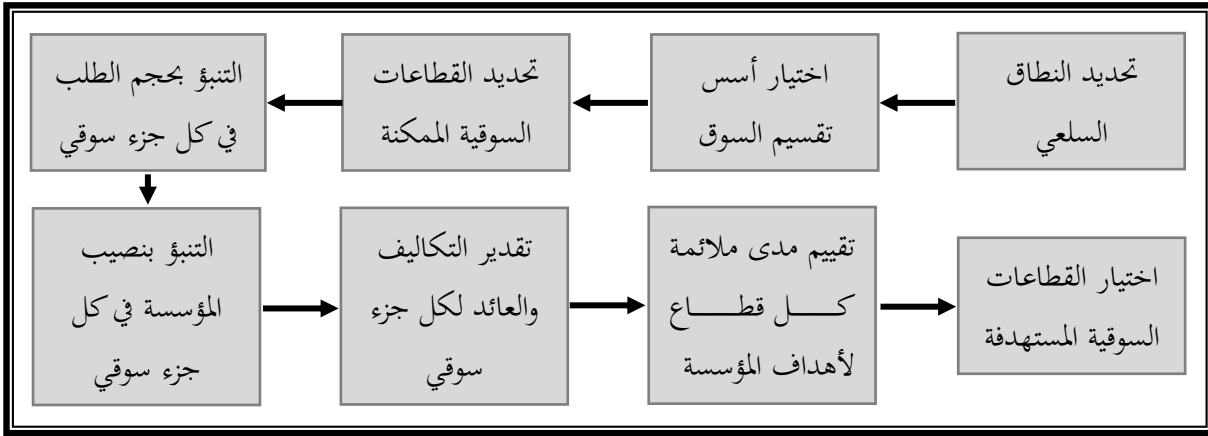 تحديد النطاق
السلعي
اختيار أسس
تقسيم السوق
تحديد القطاعات
السوقية الممكنة
التنبؤ بحجم الطلب
في كل جزء سوقي
التنبؤ بنصيب
المؤسسة في كل
جزء سوقي
تقدير التكاليف
والعائد لكل جزء
سوقي
تقييم مدى ملائمة
كـــــل قطـــــاع
لأهداف المؤسسة
اختيار القطاعات
السوقية المستهدفة